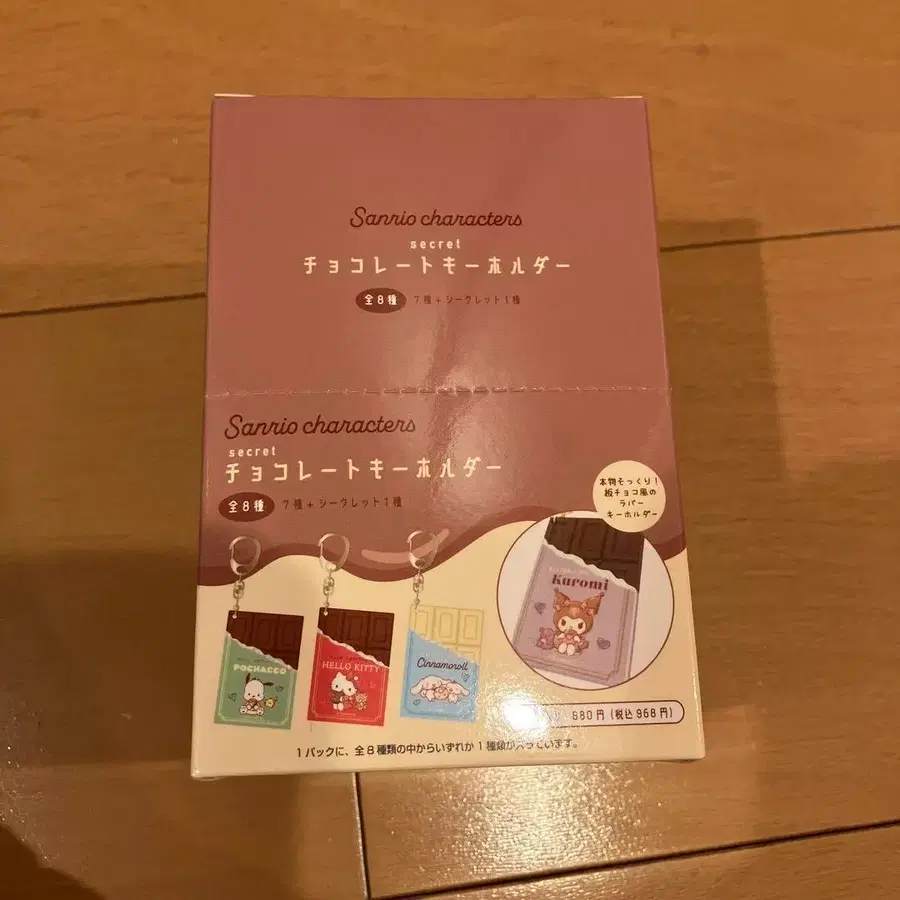 Sanrio characters
secret
チョコレートキーホルダー
全8種 7種+シークレット1種
Sanrio characters
secret
チョコレートキーホルダー
全8種 7種+シークレット1種
本物そっくり!
板チョコ風の
ラバー
キーホルダー
Kuromi
POCHACCO
HELLO KITTY
Cinnamoroll
880円(税込968円)
1パックに、全8種類の中からいずれか1種類が入っています。